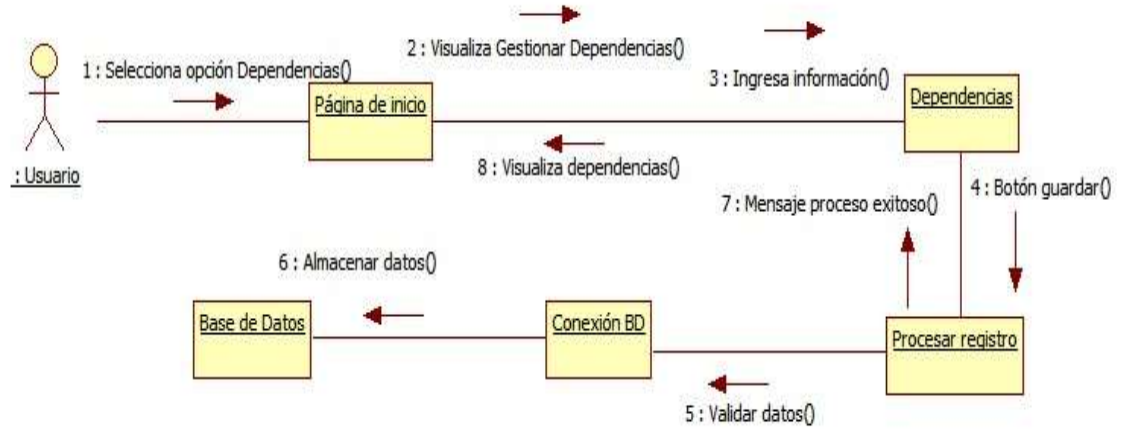 2 : Visualiza Gestionar Dependencias()
1 : Selecciona opción Dependencias()
3 : Ingresa información()
Página de inicio
Dependencias
: Usuario
8 : Visualiza dependencias()
4 : Botón guardar()
7 : Mensaje proceso exitoso()
6 : Almacenar datos()
Base de Datos
Conexión BD
Procesar registro
5 : Validar datos()